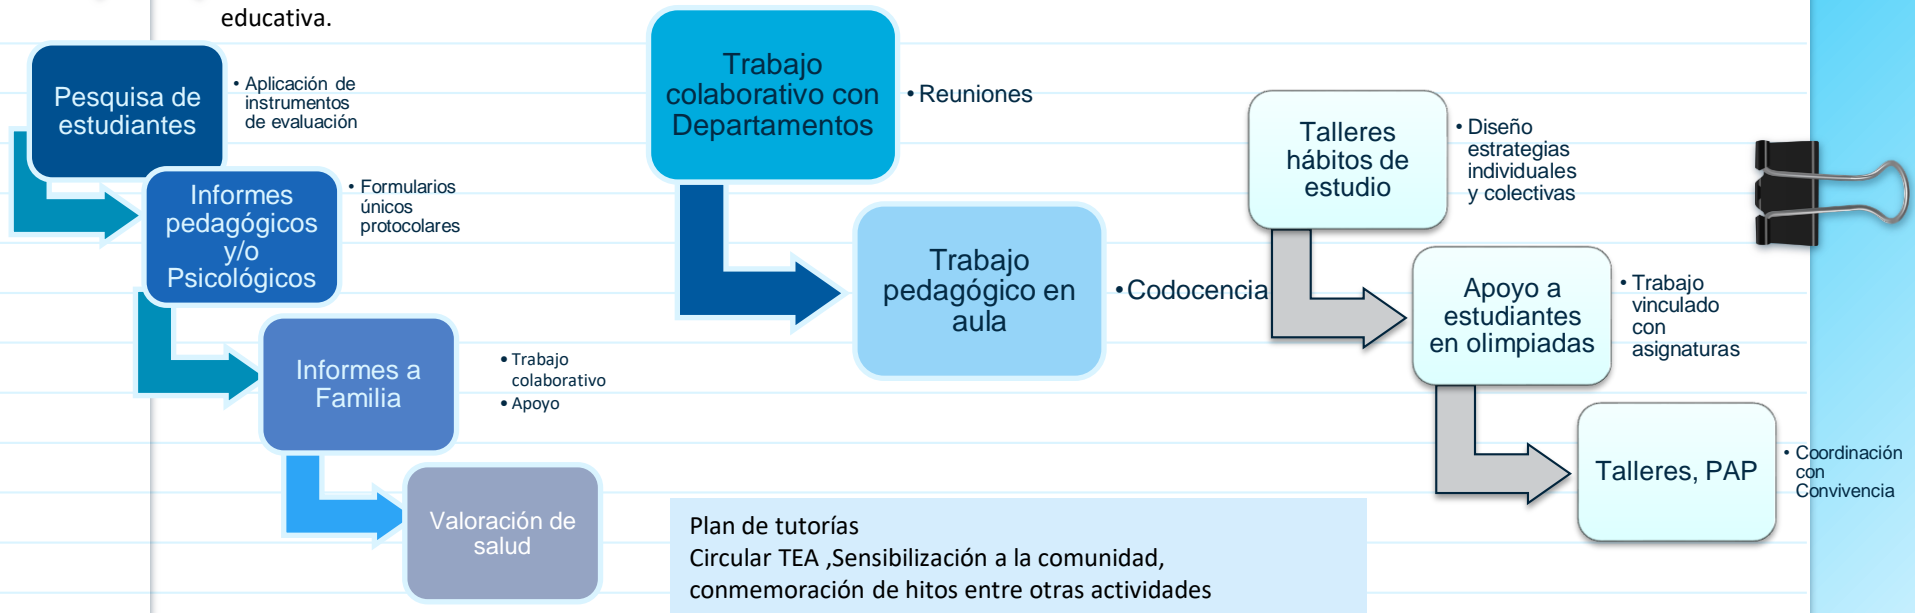 educativa.
Pesquisa de
estudiantes
• Aplicación de
instrumentos
de evaluación
Informes
pedagógicos
y/o
Psicológicos
• Formularios
únicos
protocolares
Informes a
Familia
• Trabajo
colaborativo
• Apoyo
Valoración de
salud
Trabajo
colaborativo con
Departamentos
• Reuniones
Trabajo
pedagógico en
aula
• Codocencia
Talleres
hábitos de
estudio
• Diseño
estrategias
individuales
y colectivas
Apoyo a
estudiantes
en olimpiadas
• Trabajo
vinculado
con
asignaturas
Talleres, PAP
• Coordinación
con
Convivencia
Plan de tutorías
Circular TEA ,Sensibilización a la comunidad,
conmemoración de hitos entre otras actividades